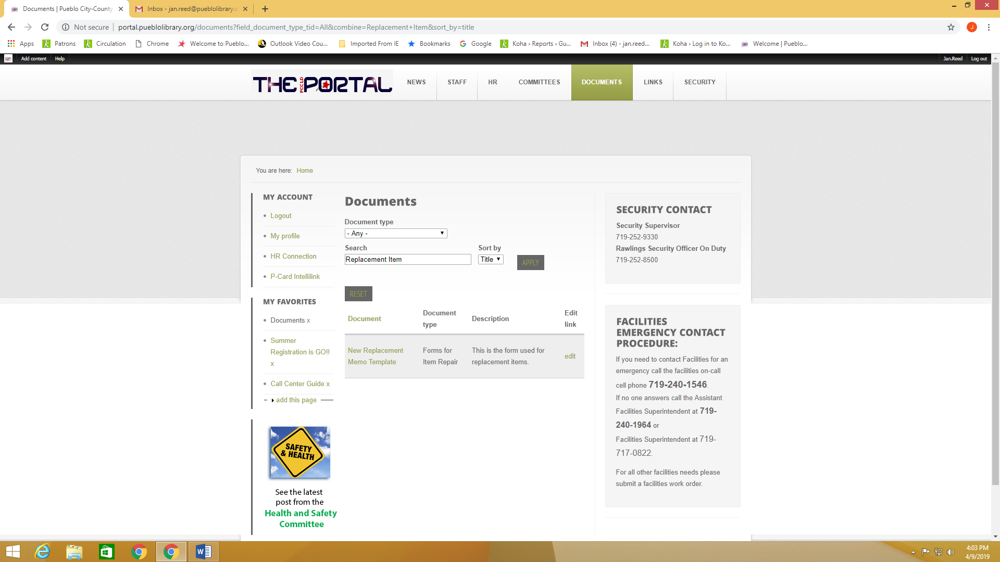 Documents | Pueblo City-County
Inbox - jan.reed@pueblolibrary.o
Not secure
portal.pueblolibrary.org/documents?field_document_type_tid=All&combine=Replacement+Item&sort_by=title
J
Apps
Patrons
Circulation
Chrome
Welcome to Pueblo...
Outlook Video Cou...
Imported From IE
Bookmarks
Google
Koha › Reports › Gu...
Inbox (4) - jan.reed...
Koha › Log in to Ko...
Welcome | Pueblo...
Add content
Help
Jan.Reed
Log out
THE PCCLD PORTAL
NEWS
STAFF
HR
COMMITTEES
DOCUMENTS
LINKS
SECURITY
You are here: Home
MY ACCOUNT
Logout
My profile
HR Connection
P-Card Intellilink
MY FAVORITES
Documents x
Summer
Registration is GO!!
x
Call Center Guide x
add this page
SAFETY
& HEALTH
See the latest
post from the
Health and Safety
Committee
Documents
Document type
- Any -
Search
Sort by
Replacement Item
Title
APPLY
RESET
Document
Document type
Description
Edit link
New Replacement
Memo Template
Forms for
Item Repair
This is the form used for
replacement items.
edit
SECURITY CONTACT
Security Supervisor
719-252-9330
Rawlings Security Officer On Duty
719-252-8500
FACILITIES
EMERGENCY CONTACT
PROCEDURE:
If you need to contact Facilities for an
emergency call the facilities on-call
cell phone 719-240-1546.
If no one answers call the Assistant
Facilities Superintendent at 719-
240-1964 or
Facilities Superintendent at 719-
717-0822.
For all other facilities needs please
submit a facilities work order.
4:03 PM
4/9/2019